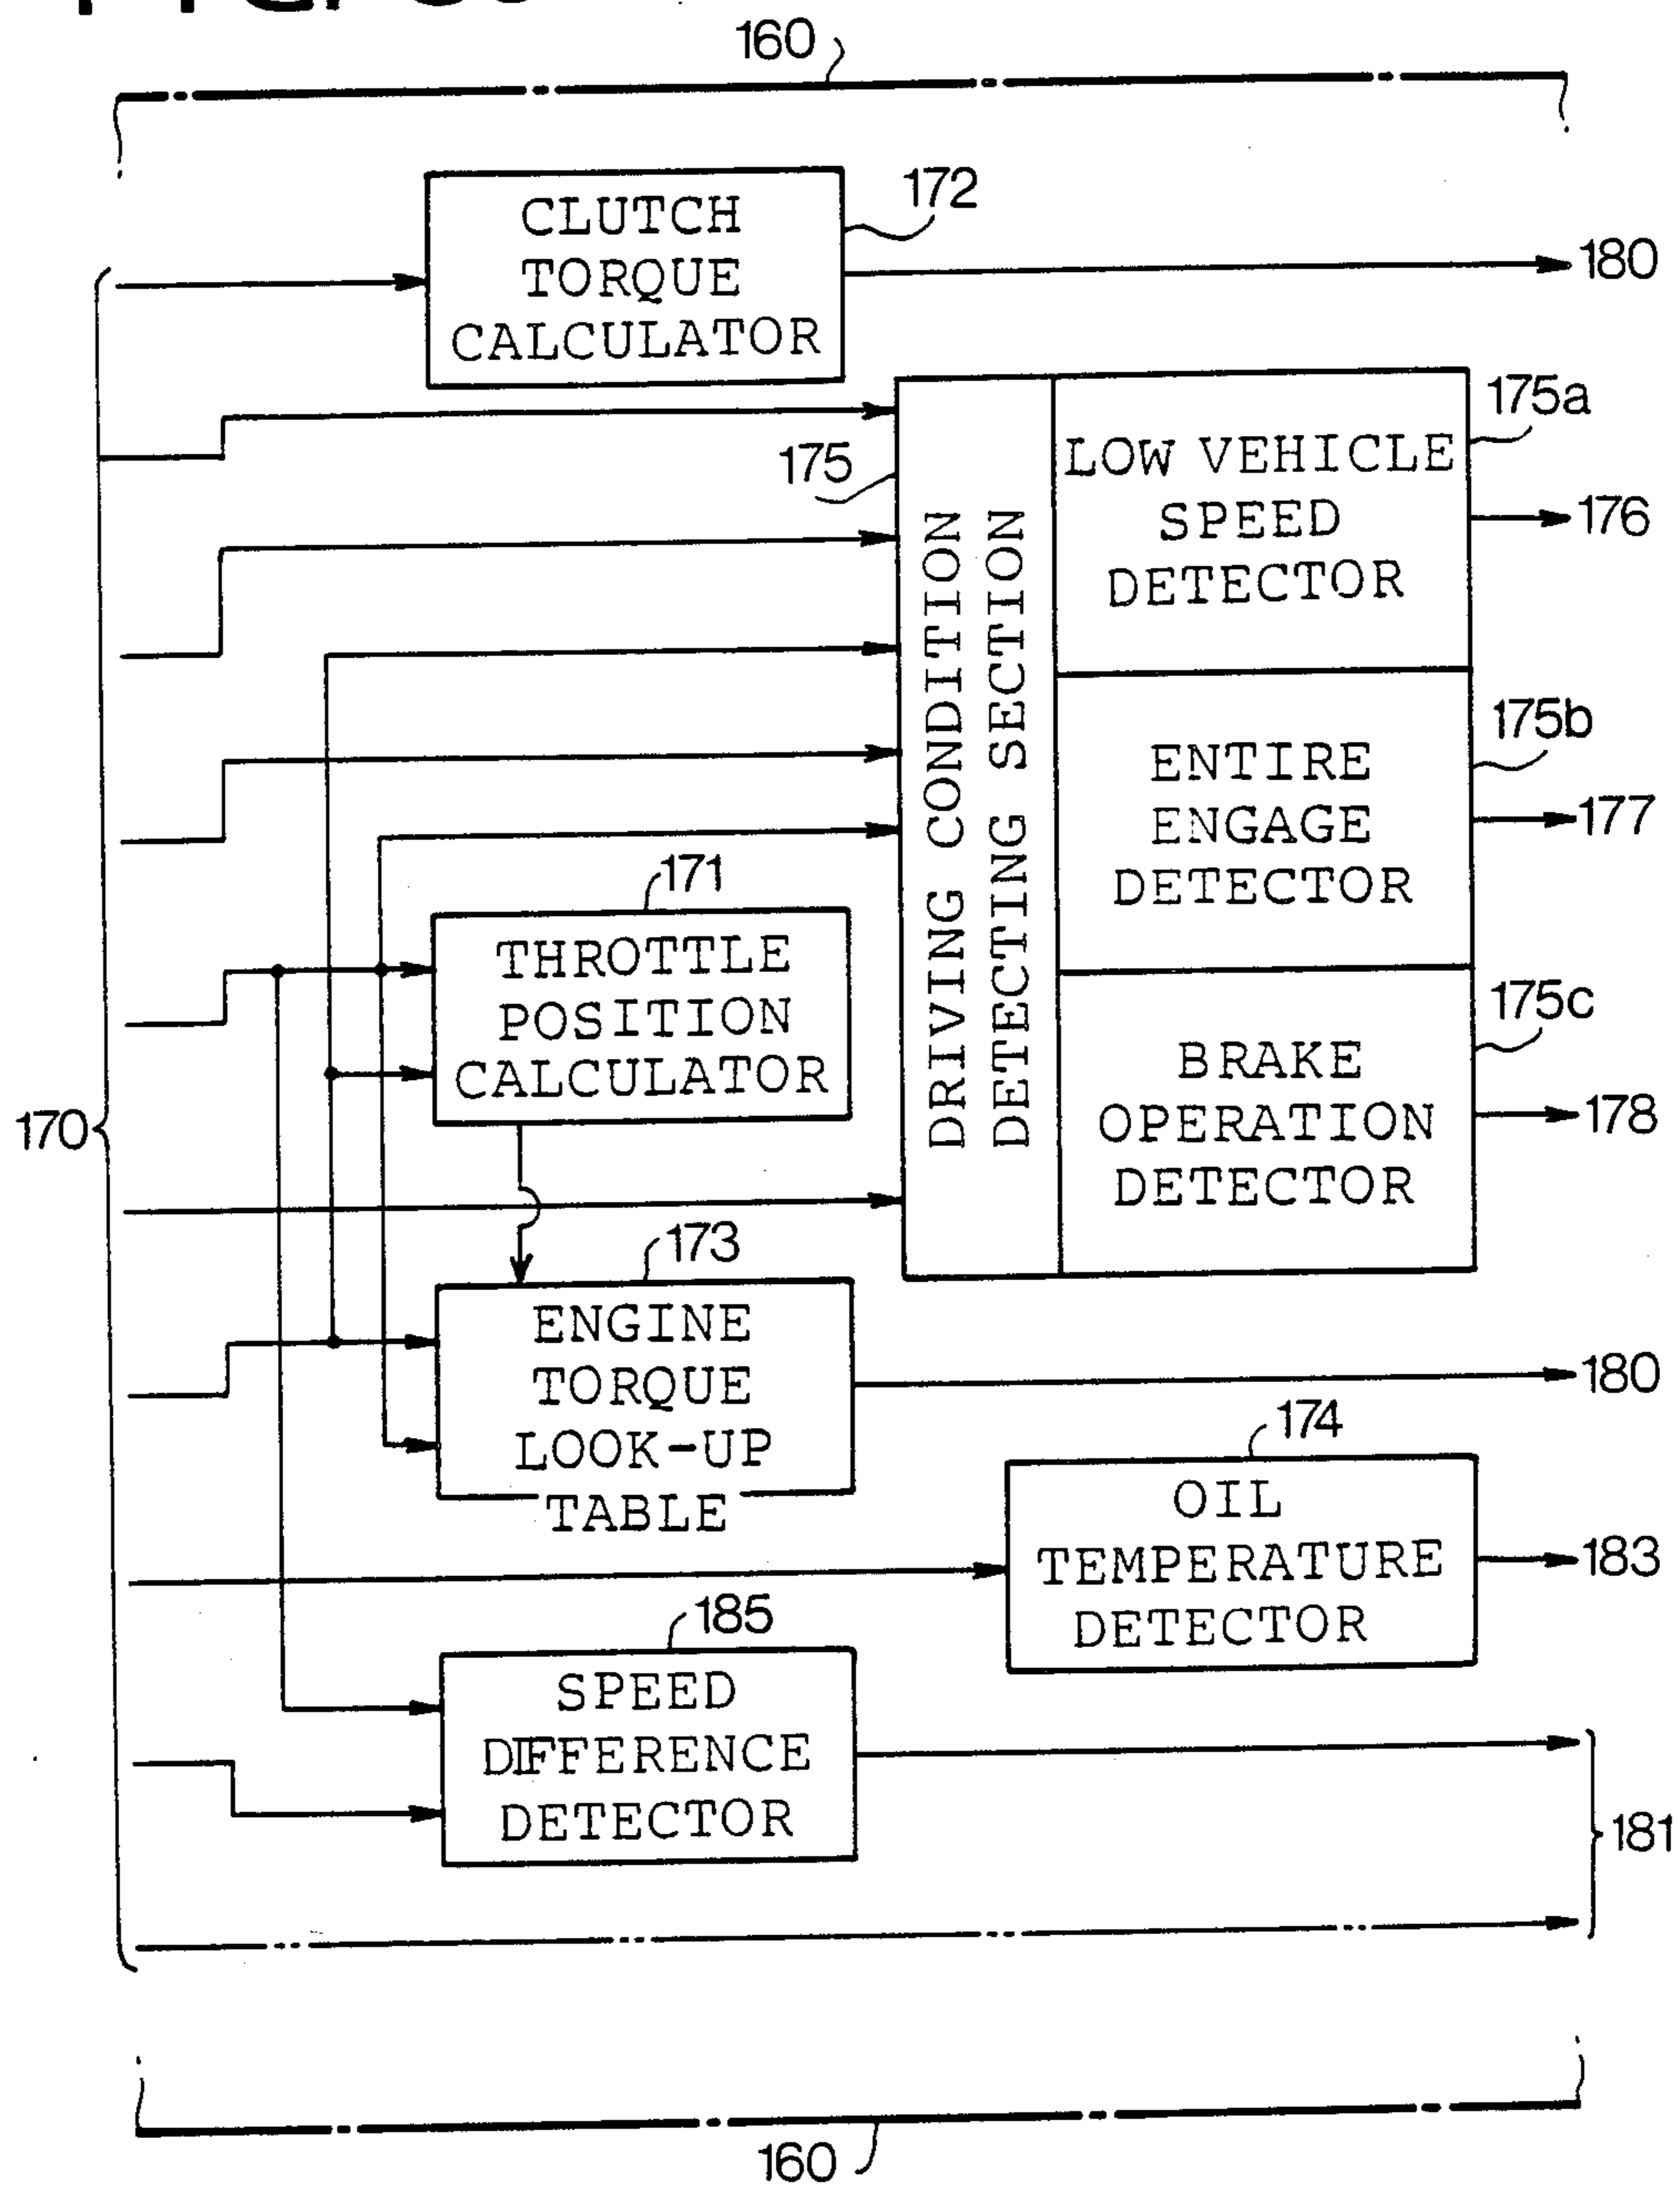 160
172
CLUTCH
TORQUE
CALCULATOR
180
175a
175
LOW VEHICLE
SPEED
DETECTOR
176
DRIVING CONDITION
DETECTING SECTION
175b
ENTIRE
ENGAGE
DETECTOR
177
171
THROTTLE
POSITION
CALCULATOR
175c
BRAKE
OPERATION
DETECTOR
178
170
173
ENGINE
TORQUE
LOOK-UP
TABLE
180
174
OIL
TEMPERATURE
DETECTOR
183
185
SPEED
DIFFERENCE
DETECTOR
181
160